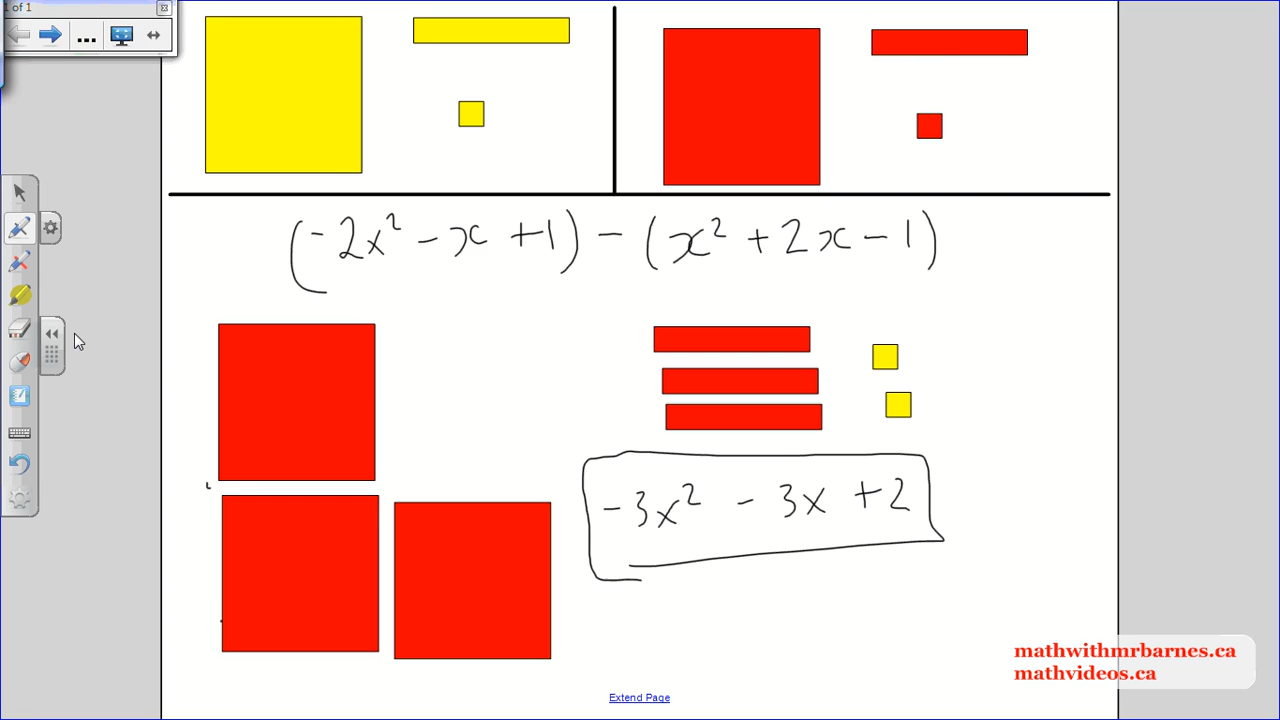 1 of 1
(-2x² - x + 1) - (x² + 2x - 1)
-3x² - 3x + 2
mathwithmrbarnes.ca
mathvideos.ca
Extend Page